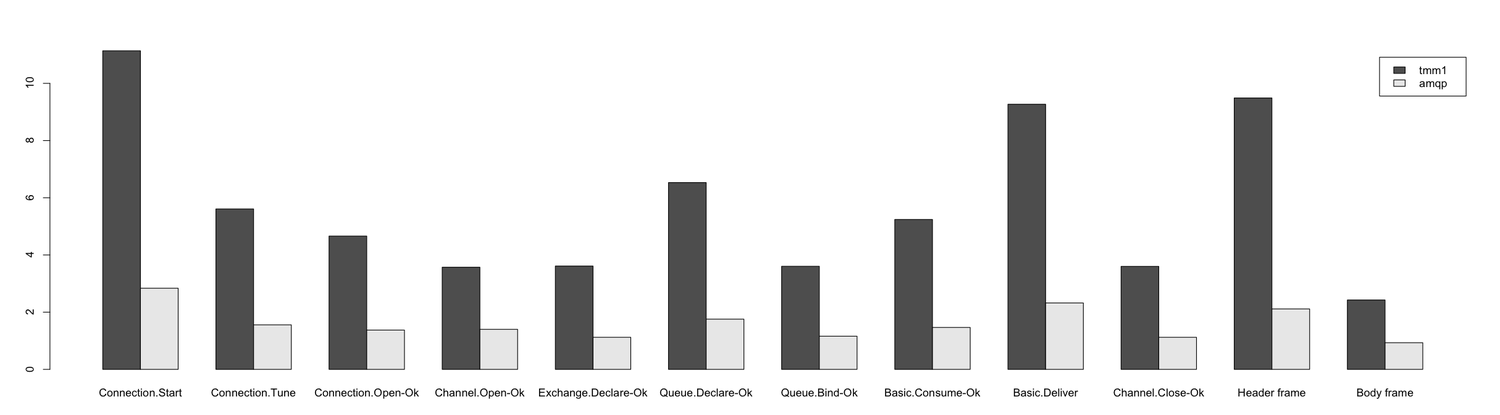 tmm1
amqp
10
8
6
4
2
0
Connection.Start Connection.Tune Connection.Open-Ok Channel.Open-Ok Exchange.Declare-Ok Queue.Declare-Ok Queue.Bind-Ok Basic.Consume-Ok Basic.Deliver Channel.Close-Ok Header frame Body frame